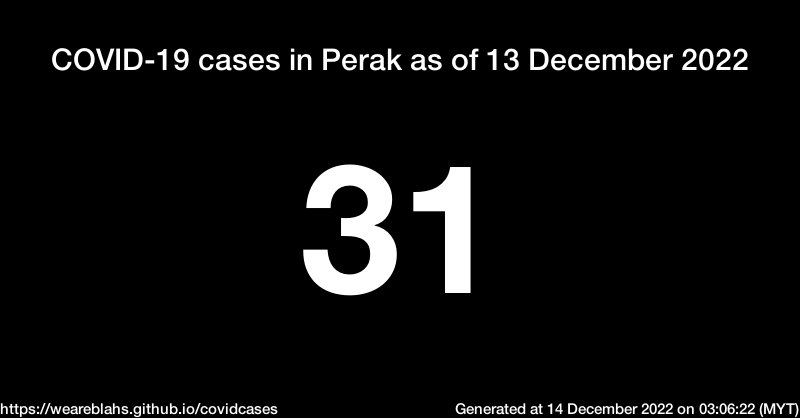 COVID-19 cases in Perak as of 13 December 2022
31
https://weareblahs.github.io/covidcases
Generated at 14 December 2022 on 03:06:22 (MYT)